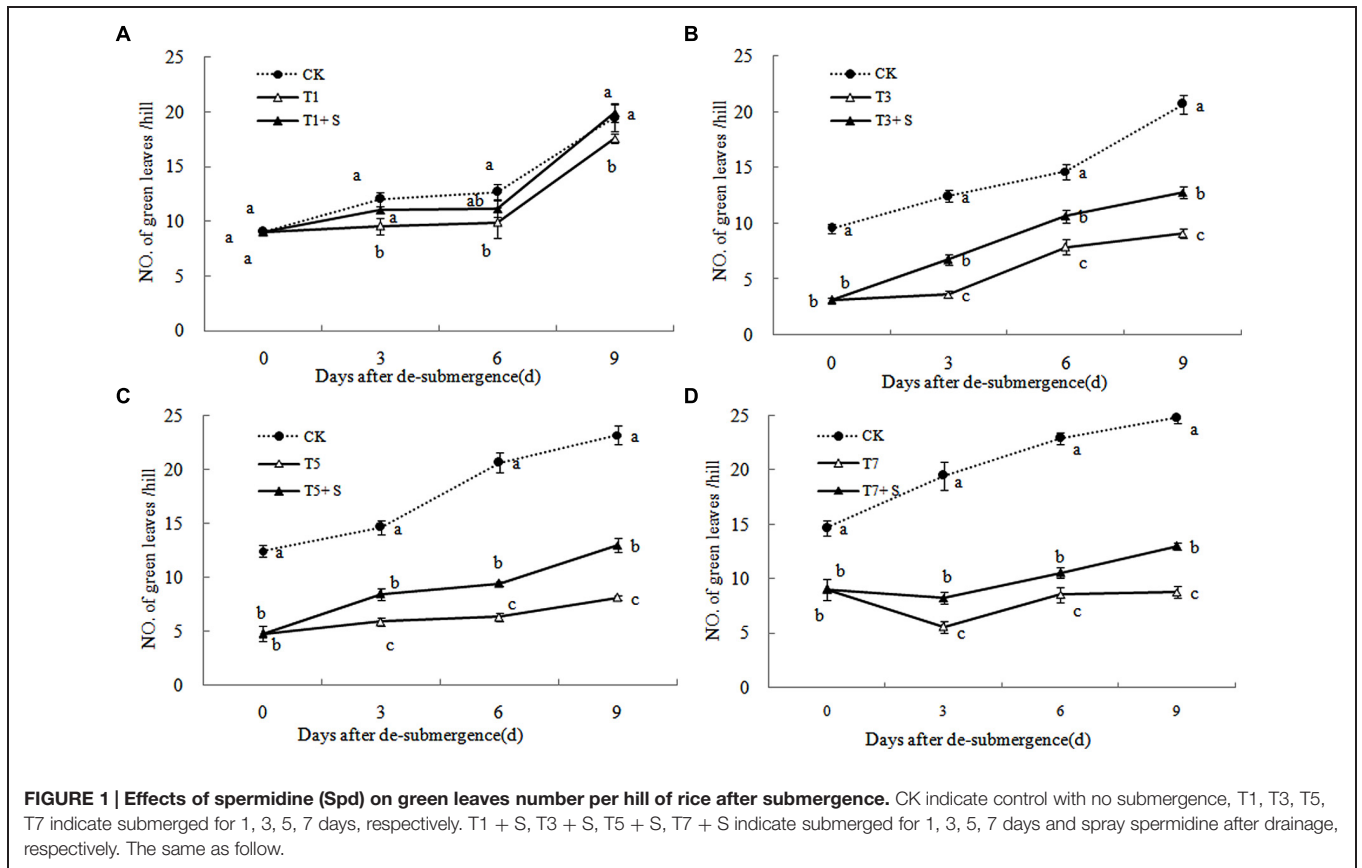 A
25
20
15
10
5
0
NO. of green leaves /hill
CK
T1
T1+ S
a
a
a
a
a
b
a
ab
b
a
a
b
0 3 6 9
Days after de-submergence(d)
B
25
20
15
10
5
0
NO. of green leaves /hill
CK
T3
T3+ S
a
b
b
a
b
c
a
b
c
a
b
c
0 3 6 9
Days after de-submergence(d)
C
25
20
15
10
5
0
NO. of green leaves /hill
CK
T5
T5+ S
a
b
b
a
b
c
a
b
c
a
b
c
0 3 6 9
Days after de-submergence(d)
D
25
20
15
10
5
0
NO. of green leaves /hill
CK
T7
T7+ S
a
b
b
a
b
c
a
b
c
a
b
c
0 3 6 9
Days after de-submergence(d)
FIGURE 1 | Effects of spermidine (Spd) on green leaves number per hill of rice after submergence. CK indicate control with no submergence, T1, T3, T5,
T7 indicate submerged for 1, 3, 5, 7 days, respectively. T1 + S, T3 + S, T5 + S, T7 + S indicate submerged for 1, 3, 5, 7 days and spray spermidine after drainage,
respectively. The same as follow.